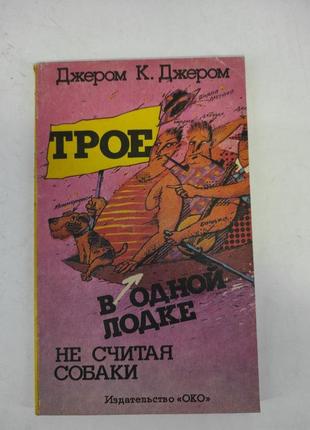 Джером К. Джером
ТРОЕ
В ОДНОЙ
ЛОДКЕ
НЕ СЧИТАЯ
СОБАКИ
Издательство «ОКО»